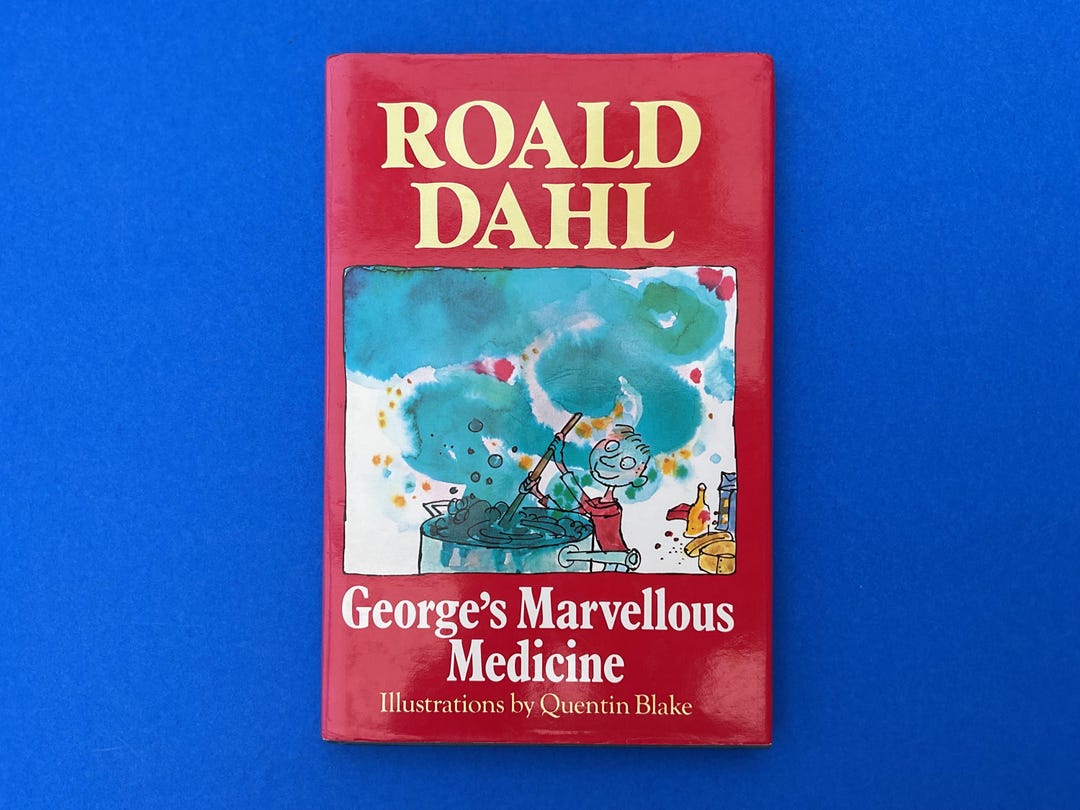 ROALD
DAHL
George's Marvellous
Medicine
Illustrations by Quentin Blake